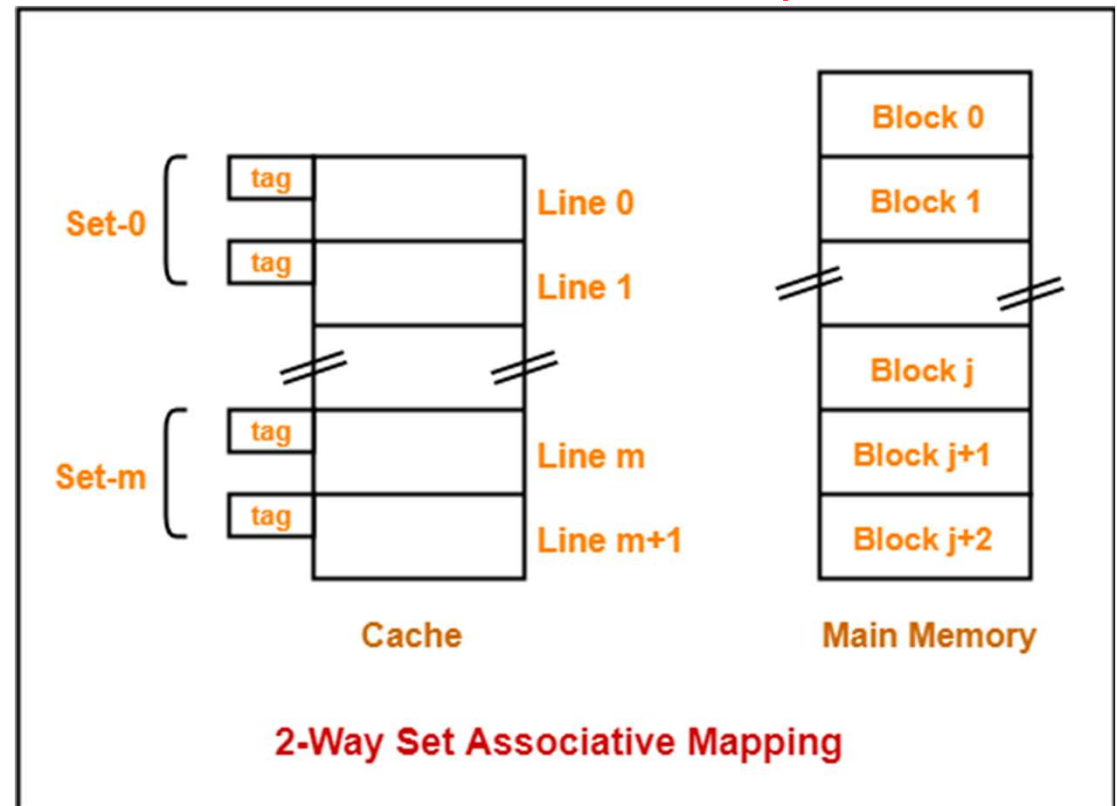 Set-0
tag
Line 0
tag
Line 1
Set-m
tag
Line m
tag
Line m+1
Cache
Block 0
Block 1
Block j
Block j+1
Block j+2
Main Memory
2-Way Set Associative Mapping